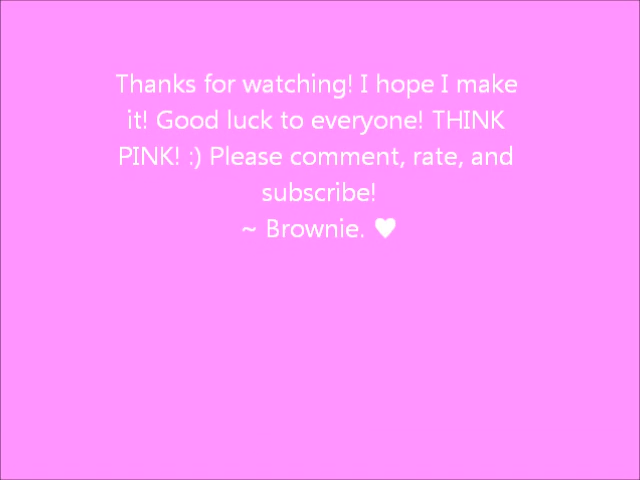 Thanks for watching! I hope I make
it! Good luck to everyone! THINK
PINK! :) Please comment, rate, and
subscribe!
~ Brownie. ♥